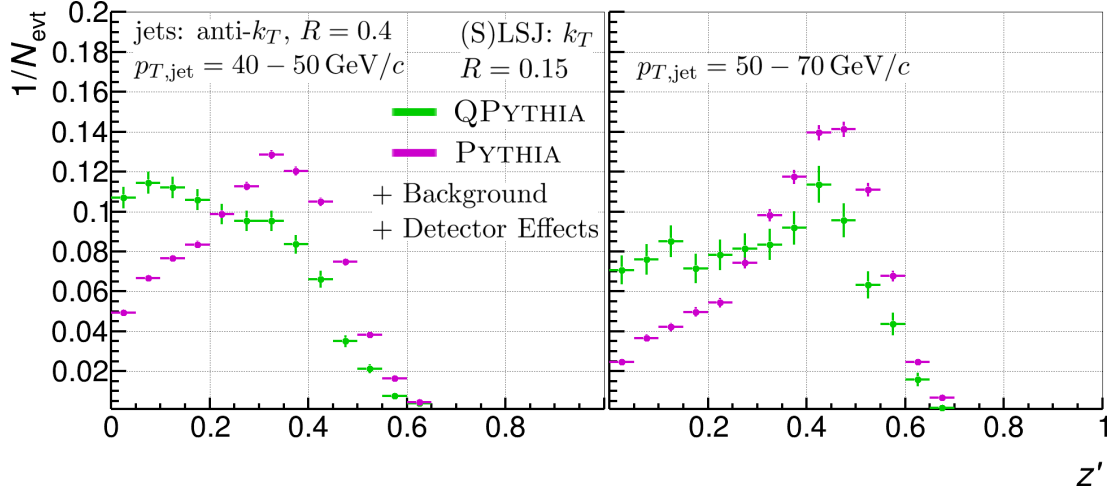 1/N_evt
0.2
0.18
0.16
0.14
0.12
0.1
0.08
0.06
0.04
0.02
jets: anti-k_T, R = 0.4
(S)LSJ: k_T
p_T,jet = 40 − 50 GeV/c
R = 0.15
QPYTHIA
PYTHIA
+ Background
+ Detector Effects
p_T,jet = 50 − 70 GeV/c
0 0.2 0.4 0.6 0.8 0.2 0.4 0.6 0.8 1
z'